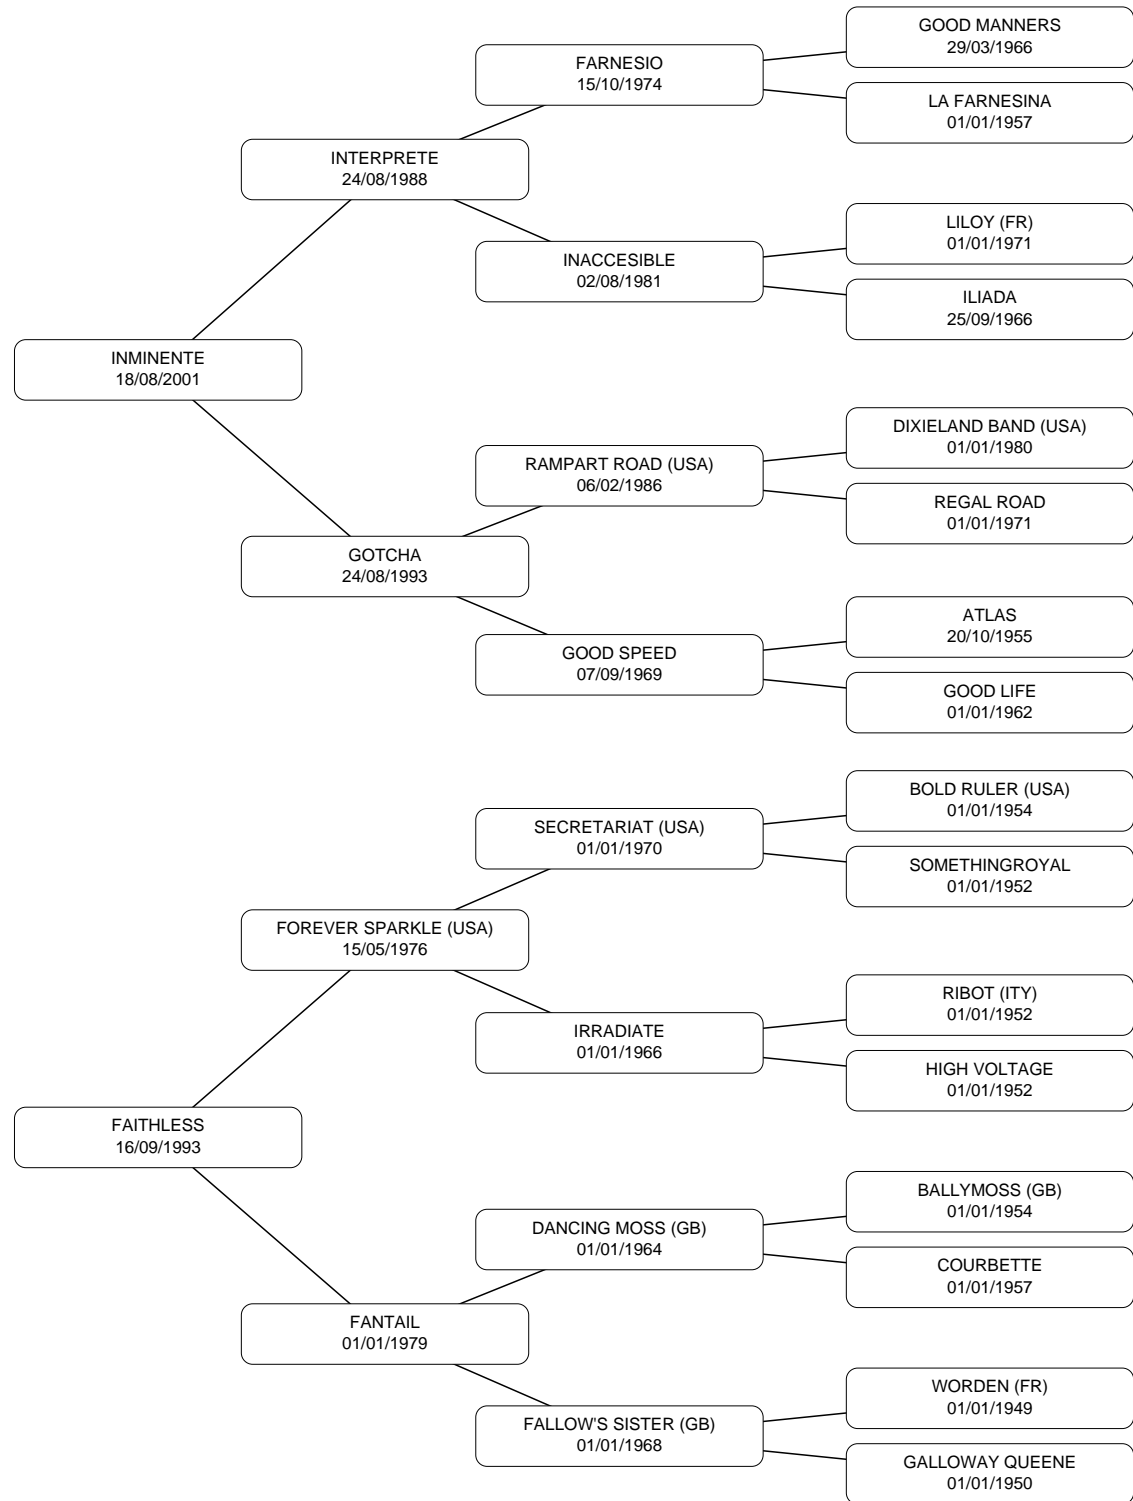 GOOD MANNERS
29/03/1966
FARNESIO
15/10/1974
LA FARNESINA
01/01/1957
INTERPRETE
24/08/1988
LILOY (FR)
01/01/1971
INACCESIBLE
02/08/1981
ILIADA
25/09/1966
INMINENTE
18/08/2001
DIXIELAND BAND (USA)
01/01/1980
RAMPART ROAD (USA)
06/02/1986
REGAL ROAD
01/01/1971
GOTCHA
24/08/1993
ATLAS
20/10/1955
GOOD SPEED
07/09/1969
GOOD LIFE
01/01/1962
BOLD RULER (USA)
01/01/1954
SECRETARIAT (USA)
01/01/1970
SOMETHINGROYAL
01/01/1952
FOREVER SPARKLE (USA)
15/05/1976
RIBOT (ITY)
01/01/1952
IRRADIATE
01/01/1966
HIGH VOLTAGE
01/01/1952
FAITHLESS
16/09/1993
BALLYMOSS (GB)
01/01/1954
DANCING MOSS (GB)
01/01/1964
COURBETTE
01/01/1957
FANTAIL
01/01/1979
WORDEN (FR)
01/01/1949
FALLOW'S SISTER (GB)
01/01/1968
GALLOWAY QUEENE
01/01/1950